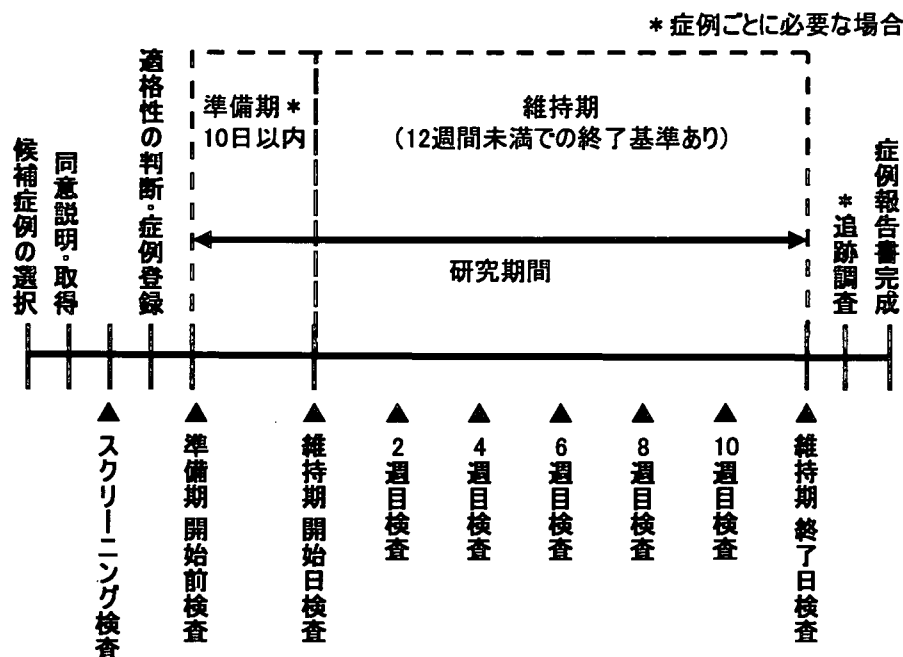 *症例ごとに必要な場合
候補症例の選択
同意説明・取得
適格性の判断・症例登録
準備期*
10日以内
維持期
(12週間未満での終了基準あり)
研究期間
*追跡調査
症例報告書完成
スクリーニング検査
準備期 開始前検査
維持期 開始日検査
2週目検査
4週目検査
6週目検査
8週目検査
10週目検査
維持期 終了日検査